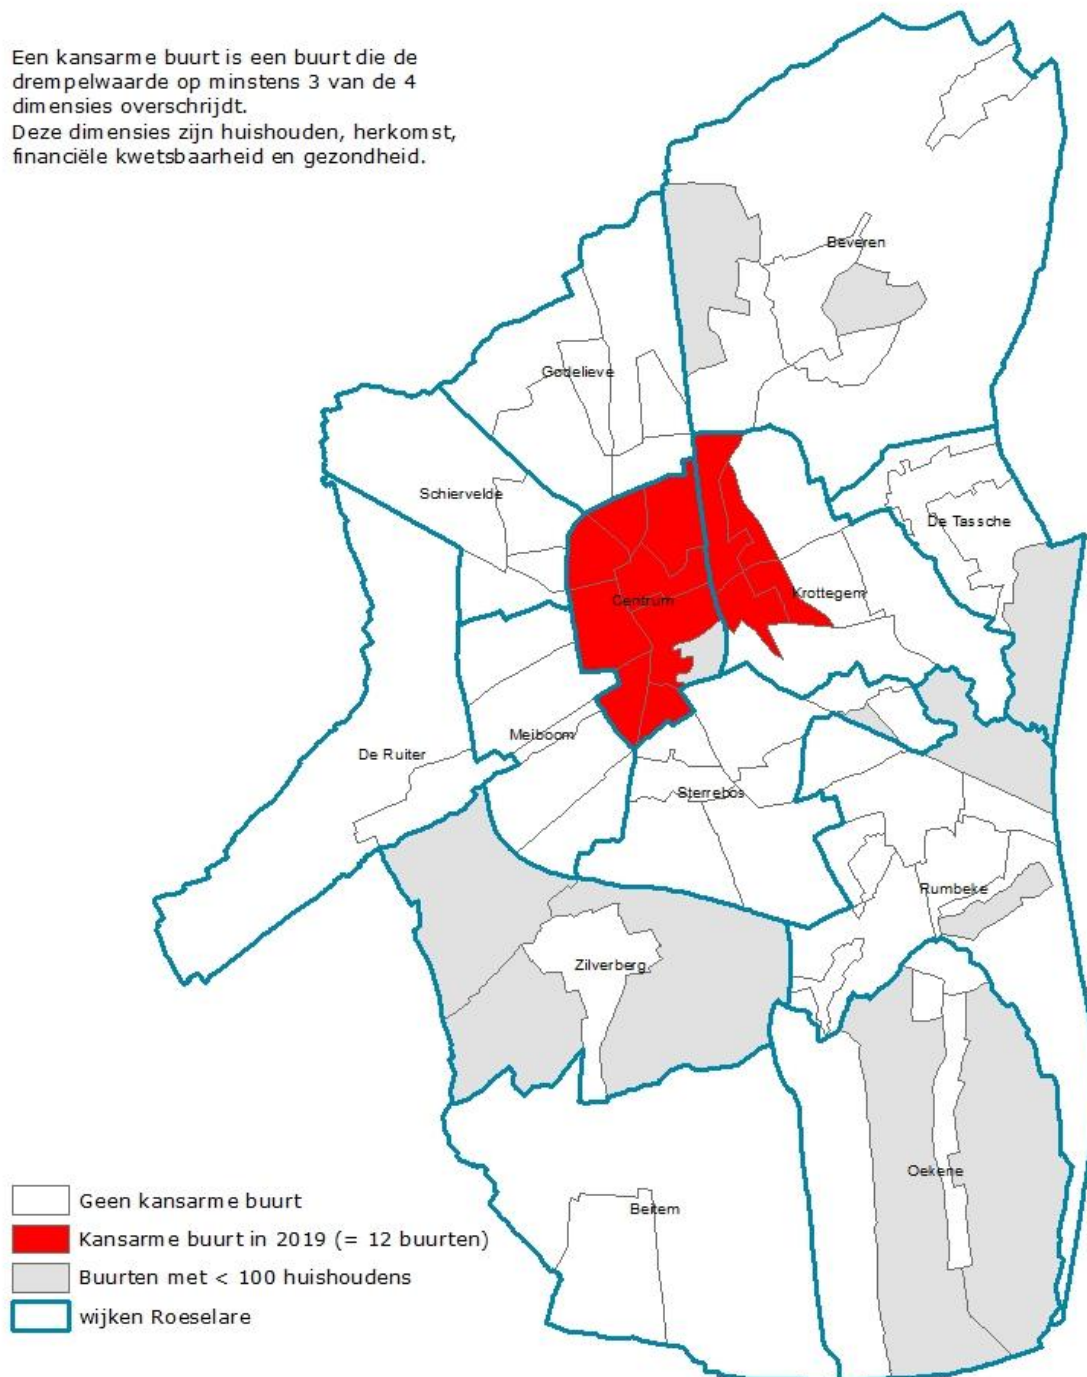 Een kansarme buurt is een buurt die de
drempelwaarde op minstens 3 van de 4
dimensies overschrijdt.
Deze dimensies zijn huishouden, herkomst,
financiële kwetsbaarheid en gezondheid.
Beveren
Godelieve
Schiervelde
De Tassche
Centrum
Krottegem
Meiboom
De Ruiter
Sterrebos
Rumbeke
Zilverberg
Oekene
Beitem
Geen kansarme buurt
Kansarme buurt in 2019 (= 12 buurten)
Buurten met < 100 huishoudens
wijken Roeselare